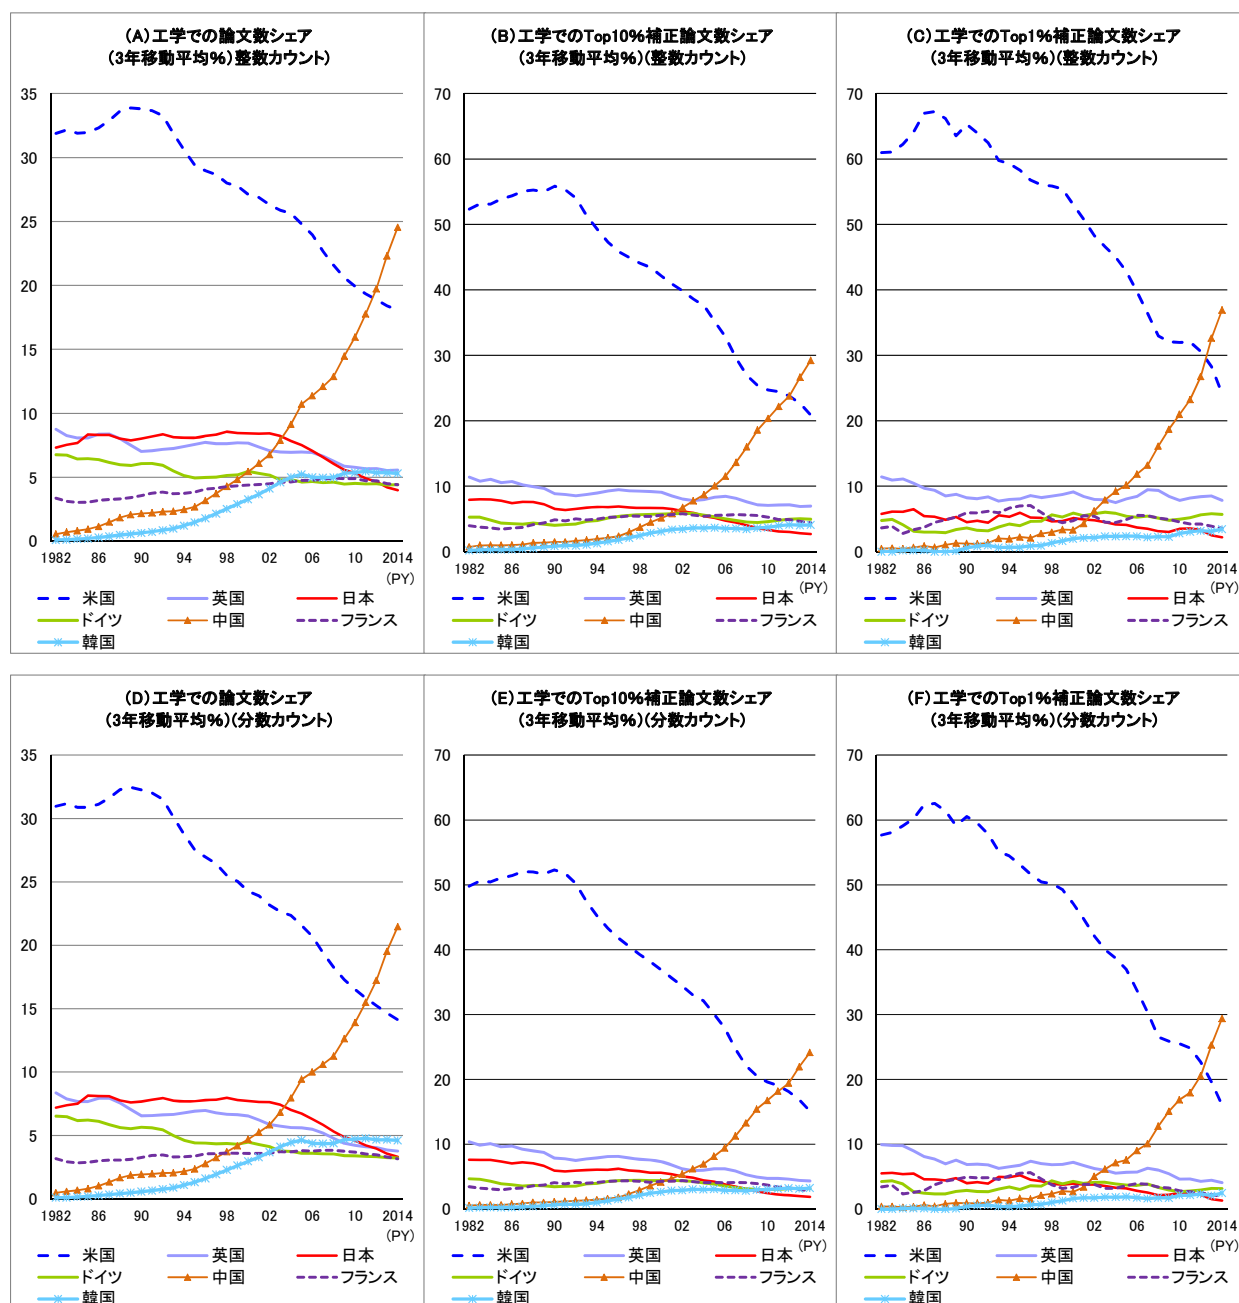 (A)工学での論文数シェア
(3年移動平均%)整数カウント)
35
30
25
20
15
10
5
0
1982 86 90 94 98 02 06 10 2014
(PY)
米国 英国 日本
ドイツ 中国 フランス
韓国
(B)工学でのTop10%補正論文数シェア
(3年移動平均%)(整数カウント)
70
60
50
40
30
20
10
0
1982 86 90 94 98 02 06 10 2014
(PY)
米国 英国 日本
ドイツ 中国 フランス
韓国
(C)工学でのTop1%補正論文数シェア
(3年移動平均%)(整数カウント)
70
60
50
40
30
20
10
0
1982 86 90 94 98 02 06 10 2014
(PY)
米国 英国 日本
ドイツ 中国 フランス
韓国
(D)工学での論文数シェア
(3年移動平均%)(分数カウント)
35
30
25
20
15
10
5
0
1982 86 90 94 98 02 06 10 2014
(PY)
米国 英国 日本
ドイツ 中国 フランス
韓国
(E)工学でのTop10%補正論文数シェア
(3年移動平均%)(分数カウント)
70
60
50
40
30
20
10
0
1982 86 90 94 98 02 06 10 2014
(PY)
米国 英国 日本
ドイツ 中国 フランス
韓国
(F)工学でのTop1%補正論文数シェア
(3年移動平均%)(分数カウント)
70
60
50
40
30
20
10
0
1982 86 90 94 98 02 06 10 2014
(PY)
米国 英国 日本
ドイツ 中国 フランス
韓国